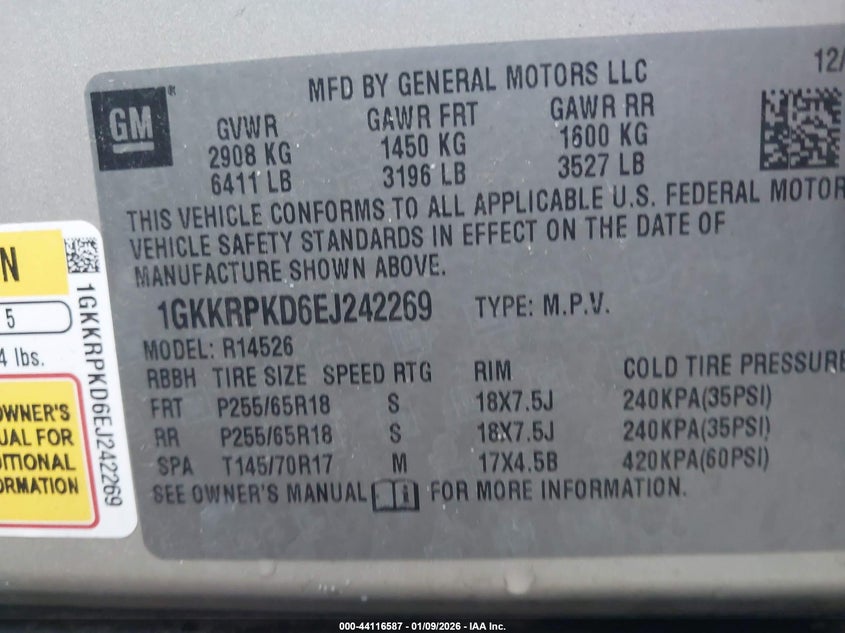 MFD BY GENERAL MOTORS LLC
12/
GM
GVWR GAWR FRT GAWR RR
2908 KG 1450 KG 1600 KG
6411 LB 3196 LB 3527 LB
THIS VEHICLE CONFORMS TO ALL APPLICABLE U.S. FEDERAL MOTOR
VEHICLE SAFETY STANDARDS IN EFFECT ON THE DATE OF
MANUFACTURE SHOWN ABOVE.
1GKKRPKD6EJ242269 TYPE: M.P.V.
MODEL: R14526
RBBH TIRE SIZE SPEED RTG RIM COLD TIRE PRESSURE
FRT P255/65R18 S 18X7.5J 240KPA(35PSI)
RR P255/65R18 S 18X7.5J 240KPA(35PSI)
SPA T145/70R17 M 17X4.5B 420KPA(60PSI)
SEE OWNER'S MANUAL FOR MORE INFORMATION.
N
5
4 lbs.
OWNER'S
UAL FOR
ITIONAL
ORMATION
1GKKRPKD6EJ242269
000-44116587 - 01/09/2026 - IAA Inc.